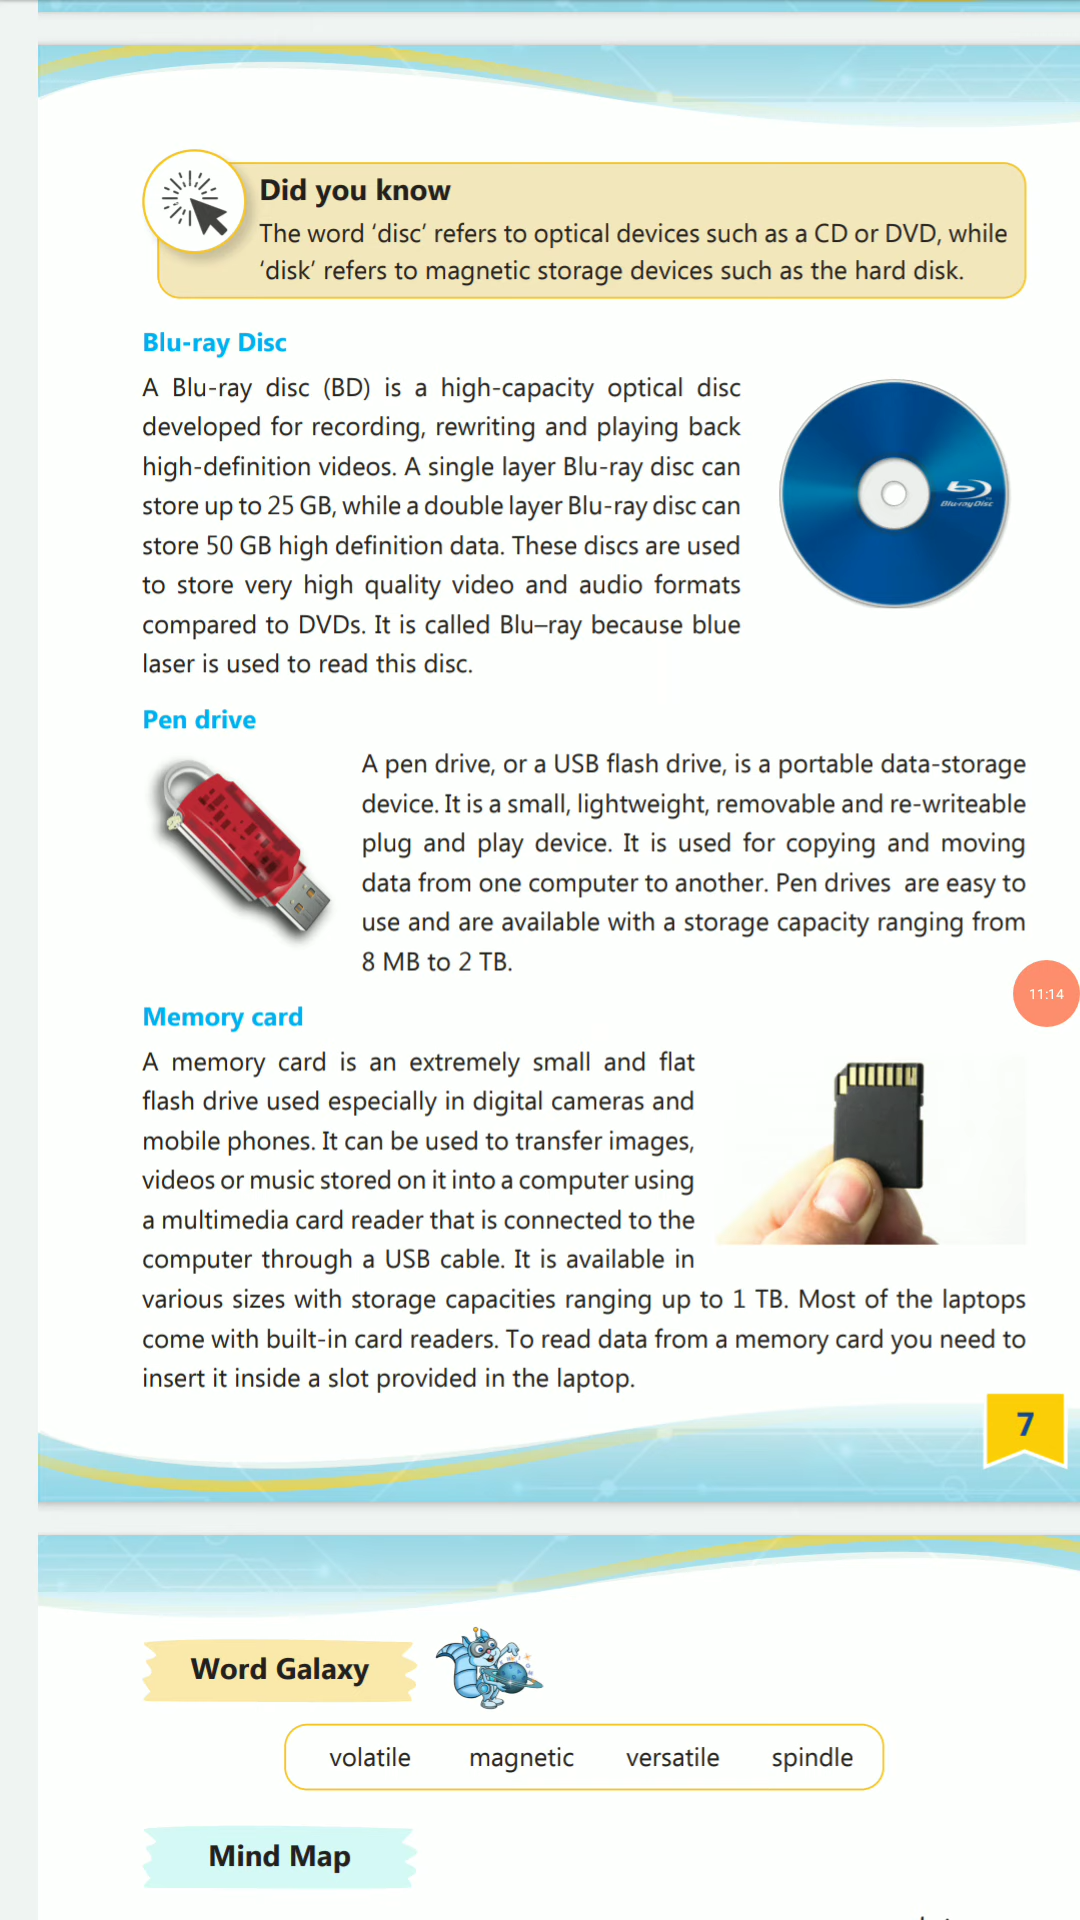 Did you know
The word ‘disc’ refers to optical devices such as a CD or DVD, while
‘disk’ refers to magnetic storage devices such as the hard disk.
Blu-ray Disc
A Blu-ray disc (BD) is a high-capacity optical disc
developed for recording, rewriting and playing back
high-definition videos. A single layer Blu-ray disc can
store up to 25 GB, while a double layer Blu-ray disc can
store 50 GB high definition data. These discs are used
to store very high quality video and audio formats
compared to DVDs. It is called Blu–ray because blue
laser is used to read this disc.
Blu-ray Disc
Pen drive
A pen drive, or a USB flash drive, is a portable data-storage
device. It is a small, lightweight, removable and re-writeable
plug and play device. It is used for copying and moving
data from one computer to another. Pen drives are easy to
use and are available with a storage capacity ranging from
8 MB to 2 TB.
11:14
Memory card
A memory card is an extremely small and flat
flash drive used especially in digital cameras and
mobile phones. It can be used to transfer images,
videos or music stored on it into a computer using
a multimedia card reader that is connected to the
computer through a USB cable. It is available in
various sizes with storage capacities ranging up to 1 TB. Most of the laptops
come with built-in card readers. To read data from a memory card you need to
insert it inside a slot provided in the laptop.
7
Word Galaxy
volatile magnetic versatile spindle
Mind Map